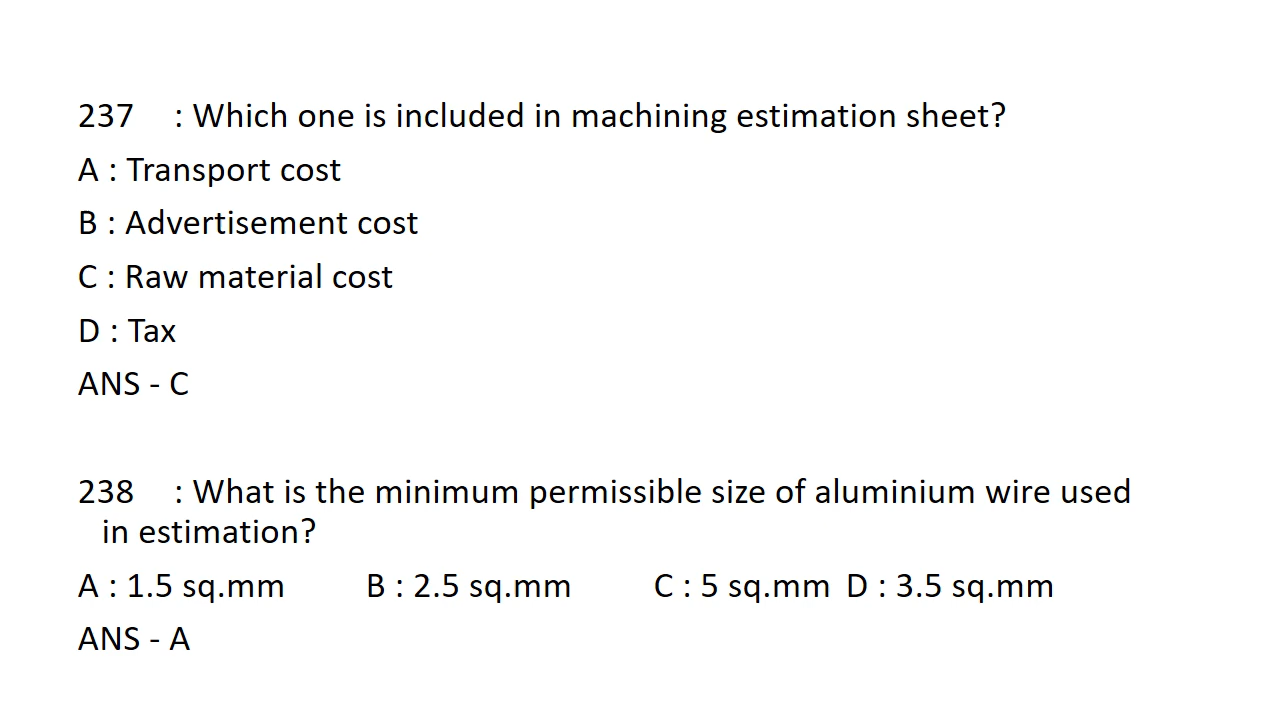 237 : Which one is included in machining estimation sheet?
A : Transport cost
B : Advertisement cost
C : Raw material cost
D : Tax
ANS - C
238 : What is the minimum permissible size of aluminium wire used
in estimation?
A : 1.5 sq.mm B : 2.5 sq.mm C : 5 sq.mm D : 3.5 sq.mm
ANS - A